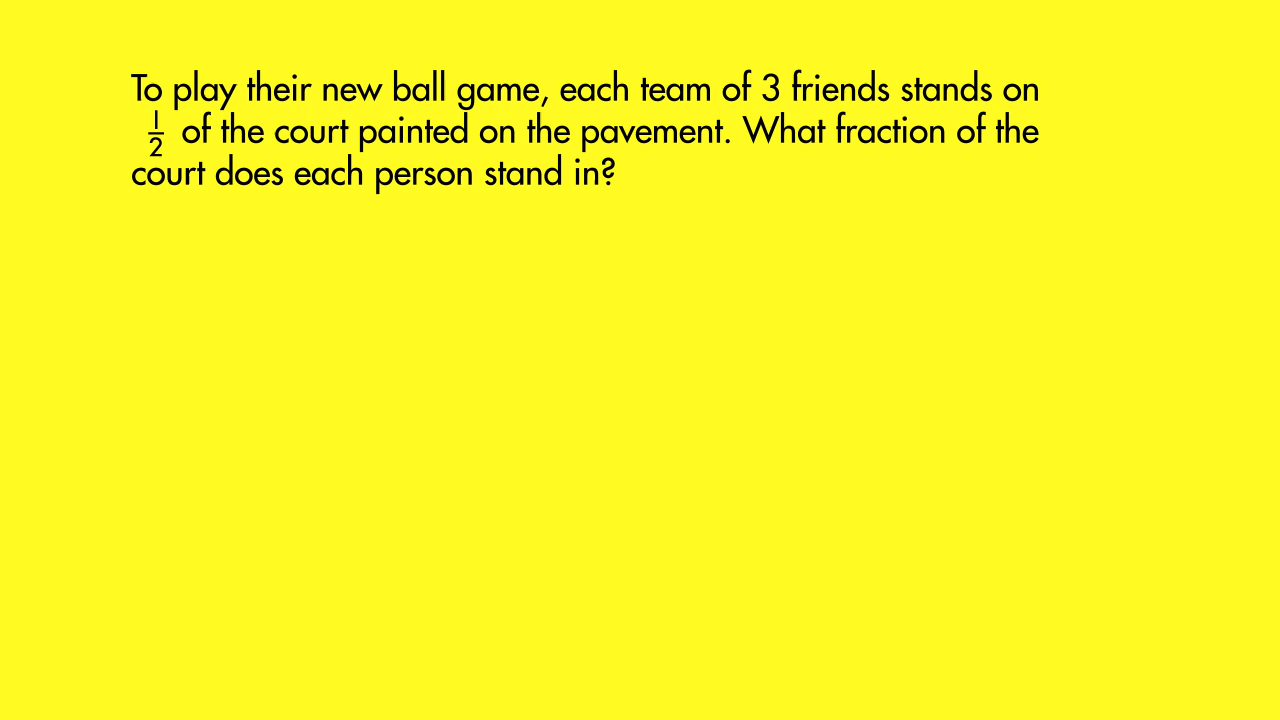 To play their new ball game, each team of 3 friends stands on
1/2 of the court painted on the pavement. What fraction of the
court does each person stand in?